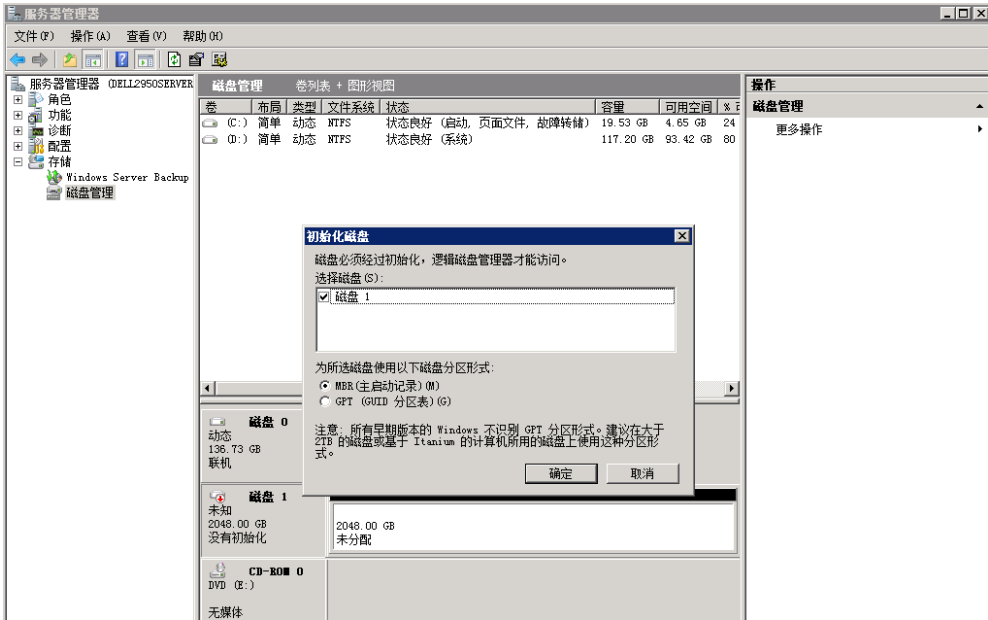 服务器管理器
文件(F) 操作(A) 查看(V) 帮助(H)
服务器管理器 (DELL2950SERVER
角色
功能
诊断
配置
存储
Windows Server Backup
磁盘管理
磁盘管理 卷列表 + 图形视图
卷 布局 类型 文件系统 状态 容量 可用空间 %
(C:) 简单 动态 NTFS 状态良好 (启动, 页面文件, 故障转储) 19.53 GB 4.65 GB 24
(D:) 简单 动态 NTFS 状态良好 (系统) 117.20 GB 93.42 GB 80
初始化磁盘
磁盘必须经过初始化，逻辑磁盘管理器才能访问。
选择磁盘(S):
磁盘 1
为所选磁盘使用以下磁盘分区形式:
MBR(主启动记录)(M)
GPT (GUID 分区表)(G)
注意: 所有早期版本的 Windows 不识别 GPT 分区形式。建议在大于
2TB 的磁盘或基于 Itanium 的计算机所用的磁盘上使用这种分区形
式。
确定 取消
磁盘 0
动态
136.73 GB
联机
磁盘 1
未知
2048.00 GB
没有初始化
2048.00 GB
未分配
CD-ROM 0
DVD (E:)
无媒体
操作
磁盘管理
更多操作